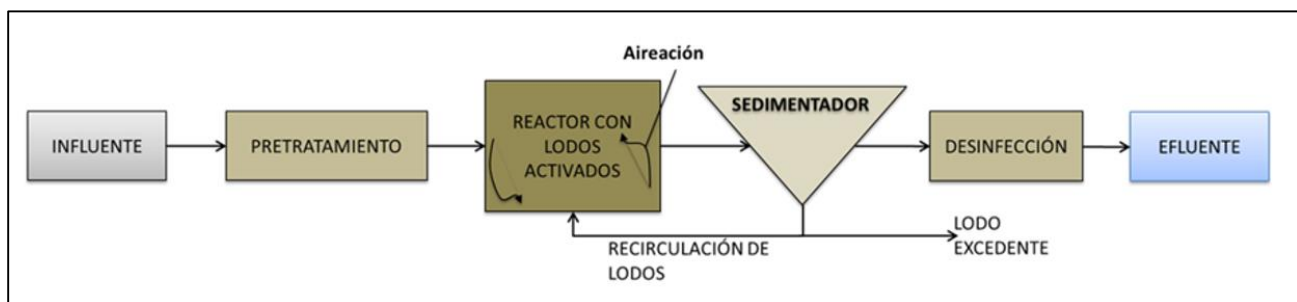 Aireación
INFLUENTE
PRETRATAMIENTO
REACTOR CON
LODOS
ACTIVADOS
SEDIMENTADOR
DESINFECCIÓN
EFLUENTE
RECIRCULACIÓN DE
LODOS
LODO
EXCEDENTE